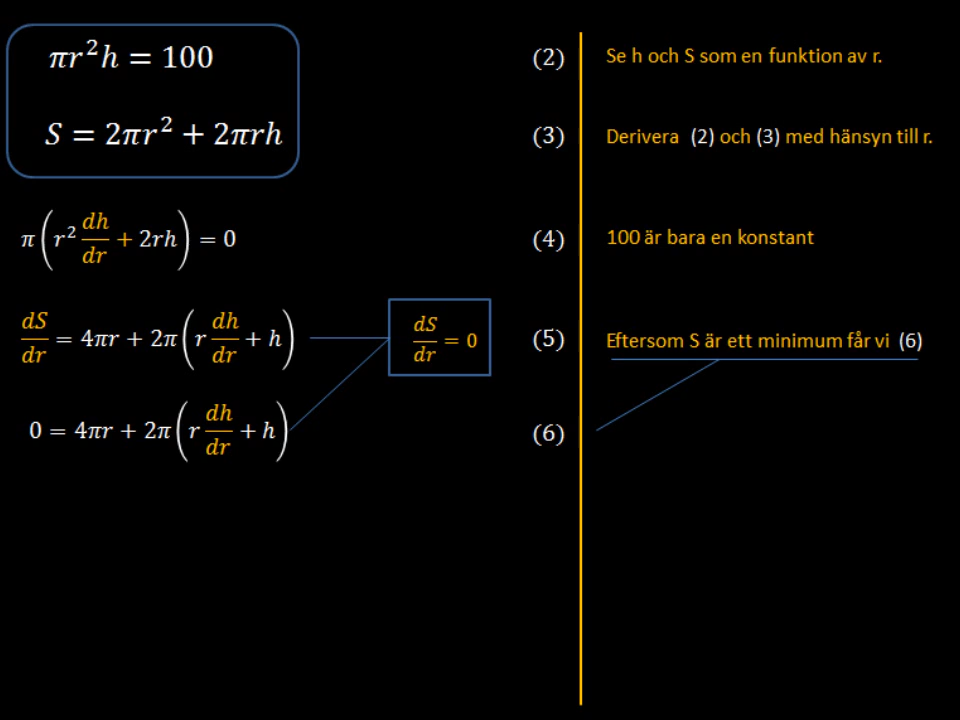 πr²h = 100 (2) Se h och S som en funktion av r.
S = 2πr² + 2πrh (3) Derivera (2) och (3) med hänsyn till r.
π(r² dh/dr + 2rh) = 0 (4) 100 är bara en konstant
dS/dr = 4πr + 2π(r dh/dr + h) dS/dr = 0 (5) Eftersom S är ett minimum får vi (6)
0 = 4πr + 2π(r dh/dr + h) (6)